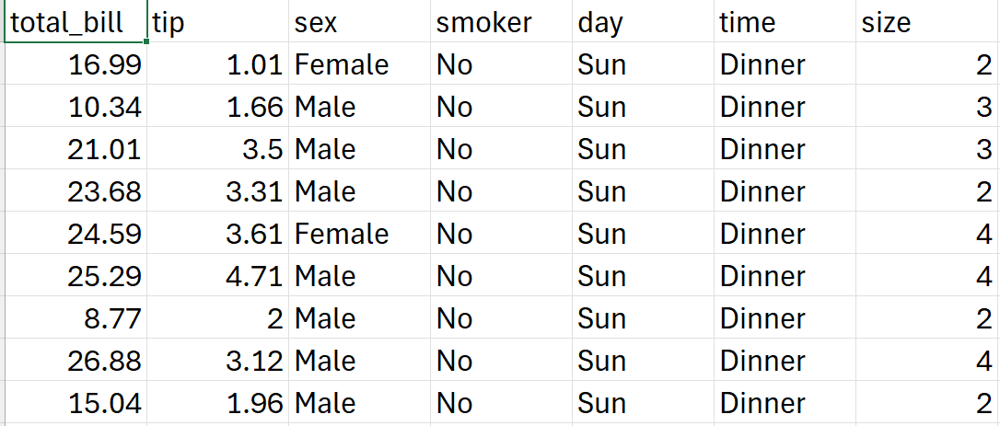 total_bill tip sex smoker day time size
16.99 1.01 Female No Sun Dinner 2
10.34 1.66 Male No Sun Dinner 3
21.01 3.5 Male No Sun Dinner 3
23.68 3.31 Male No Sun Dinner 2
24.59 3.61 Female No Sun Dinner 4
25.29 4.71 Male No Sun Dinner 4
8.77 2 Male No Sun Dinner 2
26.88 3.12 Male No Sun Dinner 4
15.04 1.96 Male No Sun Dinner 2